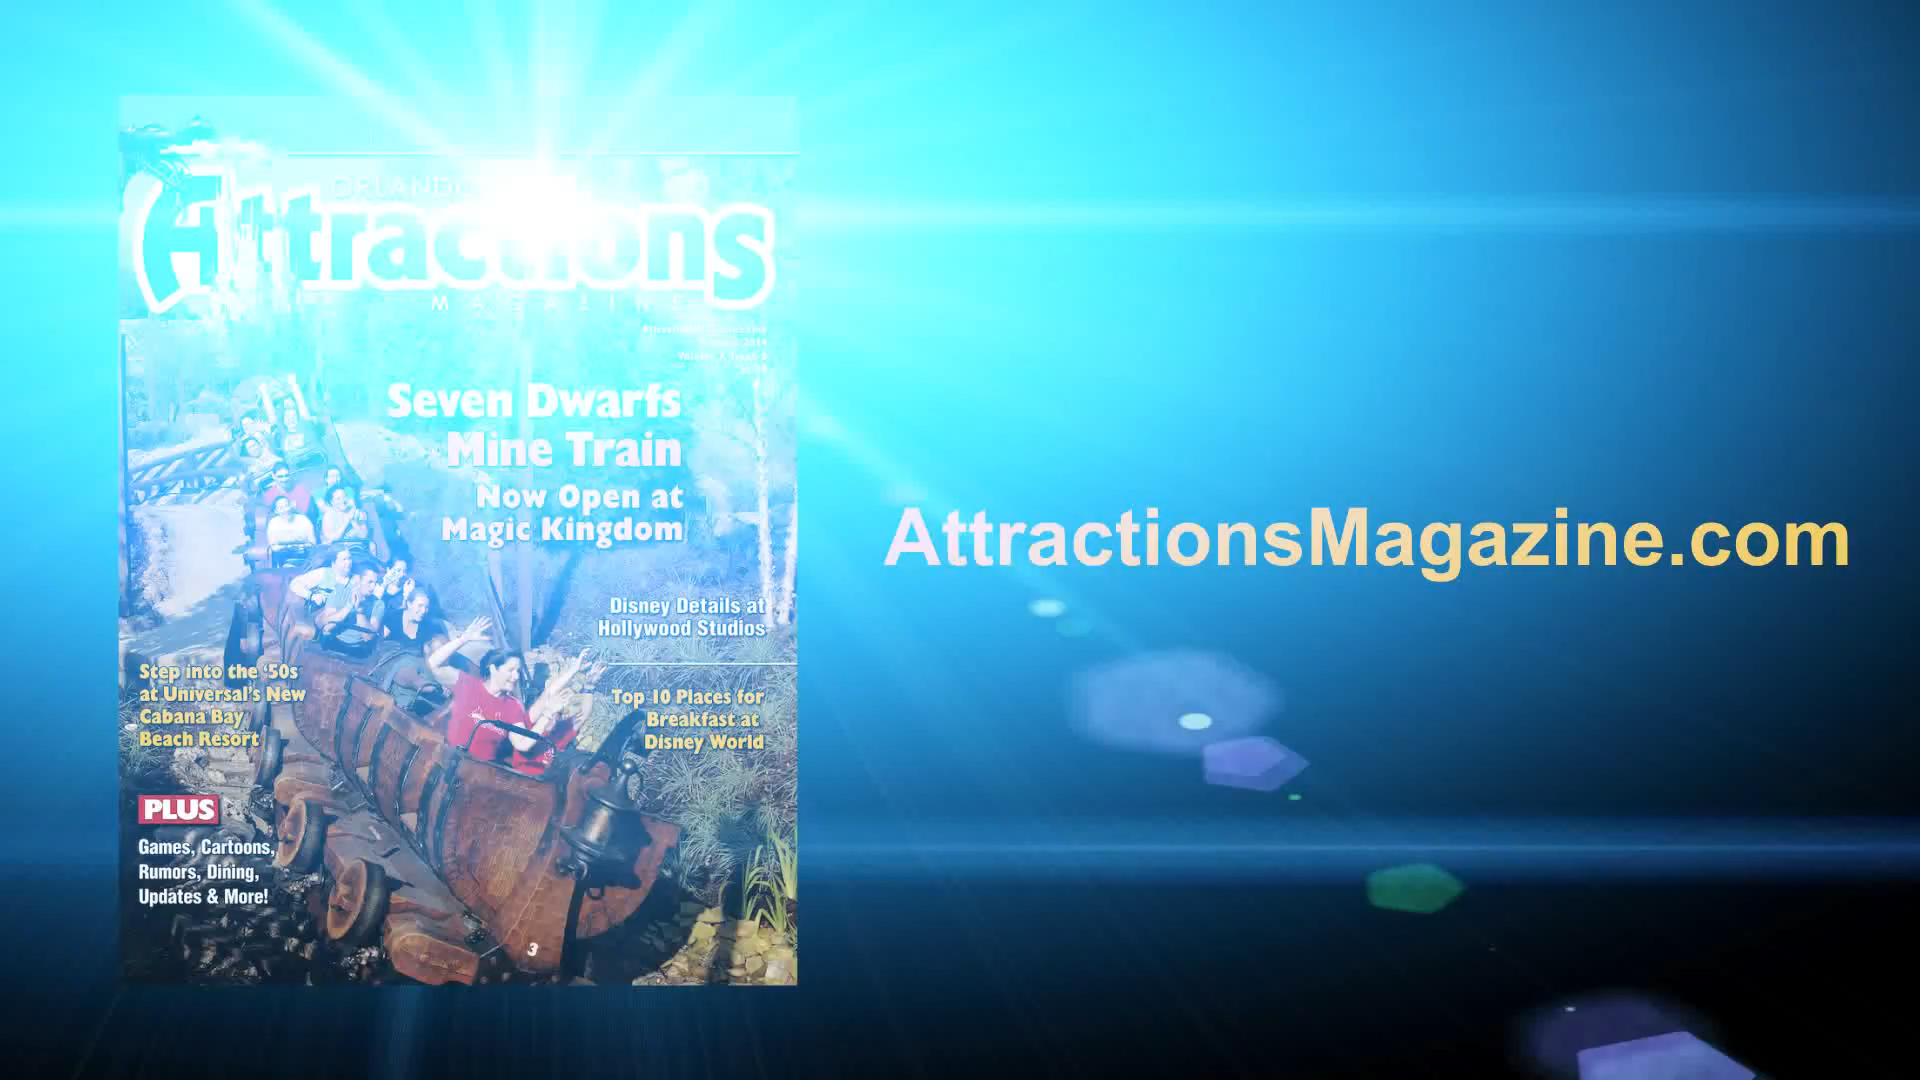 ORLANDO
Attractions
MAGAZINE
Seven Dwarfs
Mine Train
Now Open at
Magic Kingdom
AttractionsMagazine.com
Disney Details at
Hollywood Studios
Step into the ‘50s
at Universal’s New
Cabana Bay
Beach Resort
Top 10 Places for
Breakfast at
Disney World
PLUS
Games, Cartoons,
Rumors, Dining,
Updates & More!
3